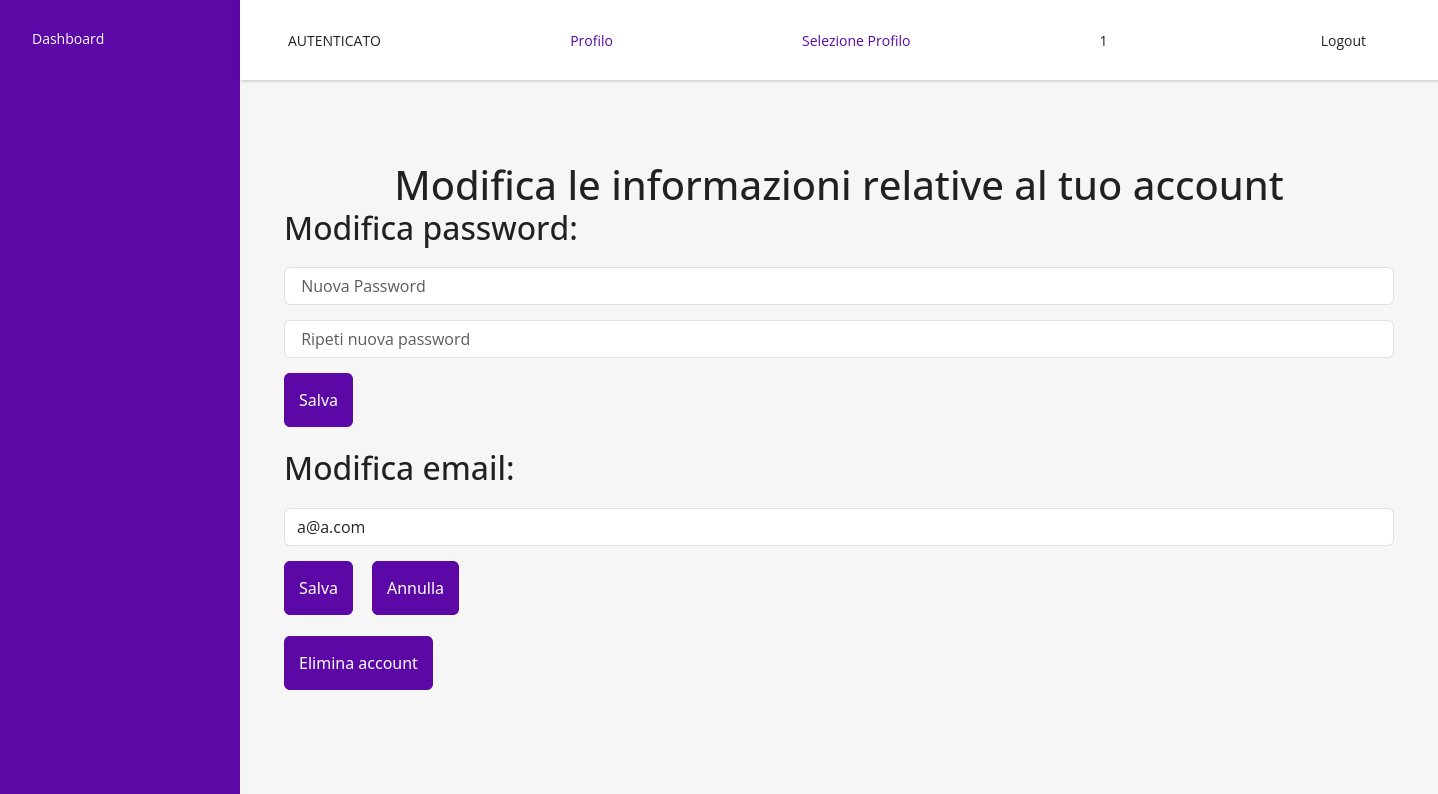 Dashboard
AUTENTICATO
Profilo
Selezione Profilo
1
Logout
Modifica le informazioni relative al tuo account
Modifica password:
Nuova Password
Ripeti nuova password
Salva
Modifica email:
a@a.com
Salva
Annulla
Elimina account